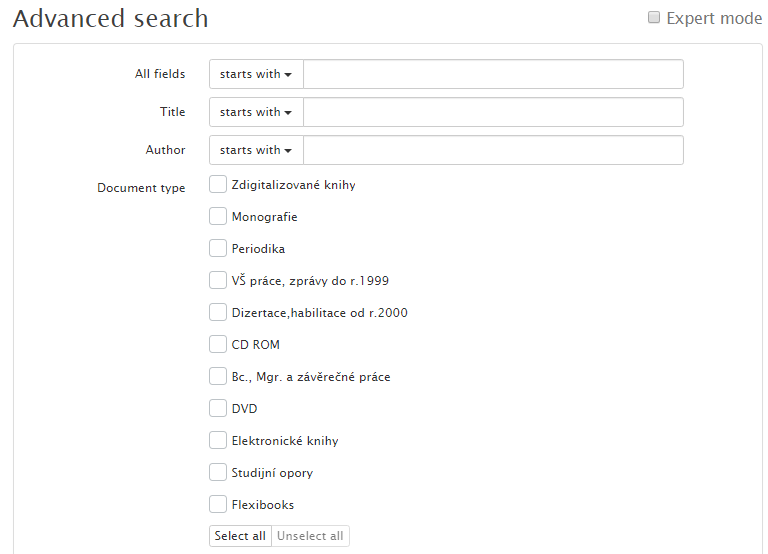 Advanced search
Expert mode
All fields starts with
Title starts with
Author starts with
Document type Zdigitalizované knihy
Monografie
Periodika
VŠ práce, zprávy do r.1999
Dizertace,habilitace od r.2000
CD ROM
Bc., Mgr. a závěrečné práce
DVD
Elektronické knihy
Studijní opory
Flexibooks
Select all Unselect all